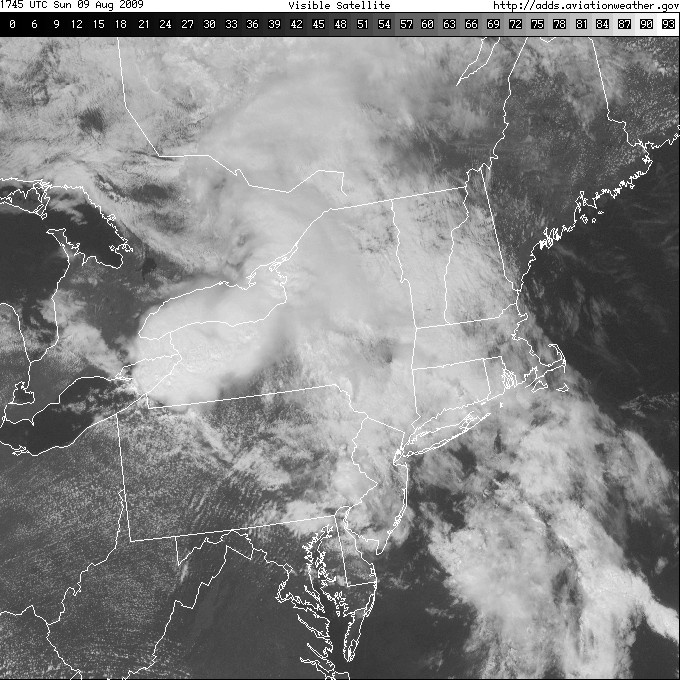 1745 UTC Sun 09 Aug 2009 Visible Satellite http://adds.aviationweather.gov
0 6 9 12 15 18 21 24 27 30 33 35 39 42 45 48 51 54 57 60 63 66 69 72 75 78 81 84 87 90 93